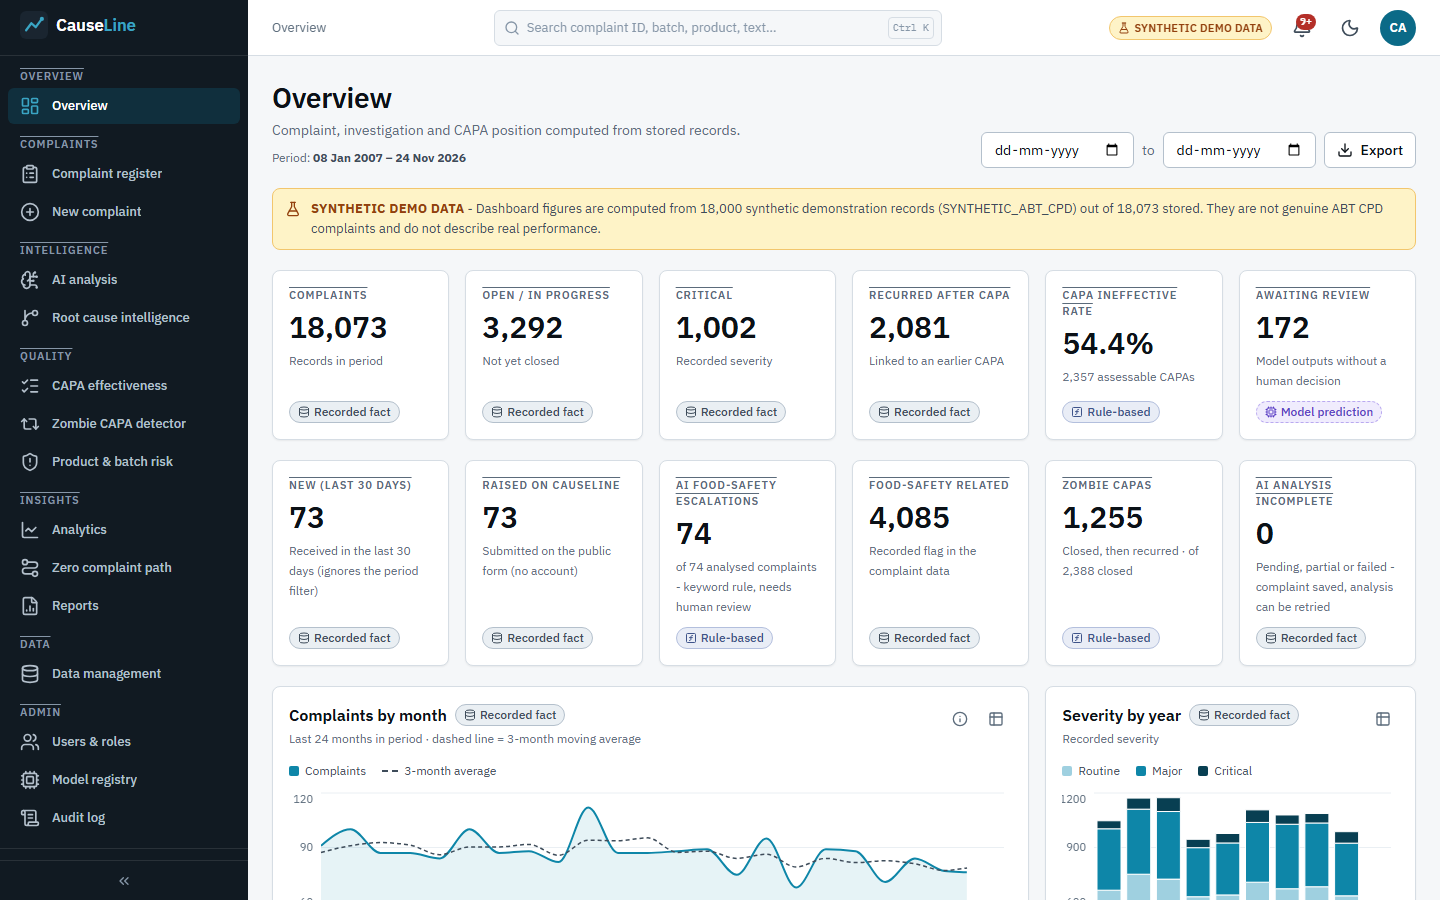 CauseLine
Overview
Search complaint ID, batch, product, text...
Ctrl K
SYNTHETIC DEMO DATA
9+
CA
OVERVIEW
Overview
COMPLAINTS
Complaint register
New complaint
INTELLIGENCE
AI analysis
Root cause intelligence
QUALITY
CAPA effectiveness
Zombie CAPA detector
Product & batch risk
INSIGHTS
Analytics
Zero complaint path
Reports
DATA
Data management
ADMIN
Users & roles
Model registry
Audit log
Overview
Complaint, investigation and CAPA position computed from stored records.
Period: 08 Jan 2007 – 24 Nov 2026
dd-mm-yyyy
to
dd-mm-yyyy
Export
SYNTHETIC DEMO DATA - Dashboard figures are computed from 18,000 synthetic demonstration records (SYNTHETIC_ABT_CPD) out of 18,073 stored. They are not genuine ABT CPD
complaints and do not describe real performance.
COMPLAINTS
18,073
Records in period
Recorded fact
OPEN / IN PROGRESS
3,292
Not yet closed
Recorded fact
CRITICAL
1,002
Recorded severity
Recorded fact
RECURRED AFTER CAPA
2,081
Linked to an earlier CAPA
Recorded fact
CAPA INEFFECTIVE
RATE
54.4%
2,357 assessable CAPAs
Rule-based
AWAITING REVIEW
172
Model outputs without a
human decision
Model prediction
NEW (LAST 30 DAYS)
73
Received in the last 30
days (ignores the period
filter)
Recorded fact
RAISED ON CAUSELINE
73
Submitted on the public
form (no account)
Recorded fact
AI FOOD-SAFETY
ESCALATIONS
74
of 74 analysed complaints
- keyword rule, needs
human review
Rule-based
FOOD-SAFETY RELATED
4,085
Recorded flag in the
complaint data
Recorded fact
ZOMBIE CAPAS
1,255
Closed, then recurred · of
2,388 closed
Rule-based
AI ANALYSIS
INCOMPLETE
0
Pending, partial or failed -
complaint saved, analysis
can be retried
Recorded fact
Complaints by month
Recorded fact
Last 24 months in period · dashed line = 3-month moving average
Complaints
3-month average
120
90
Severity by year
Recorded fact
Recorded severity
Routine
Major
Critical
1200
900